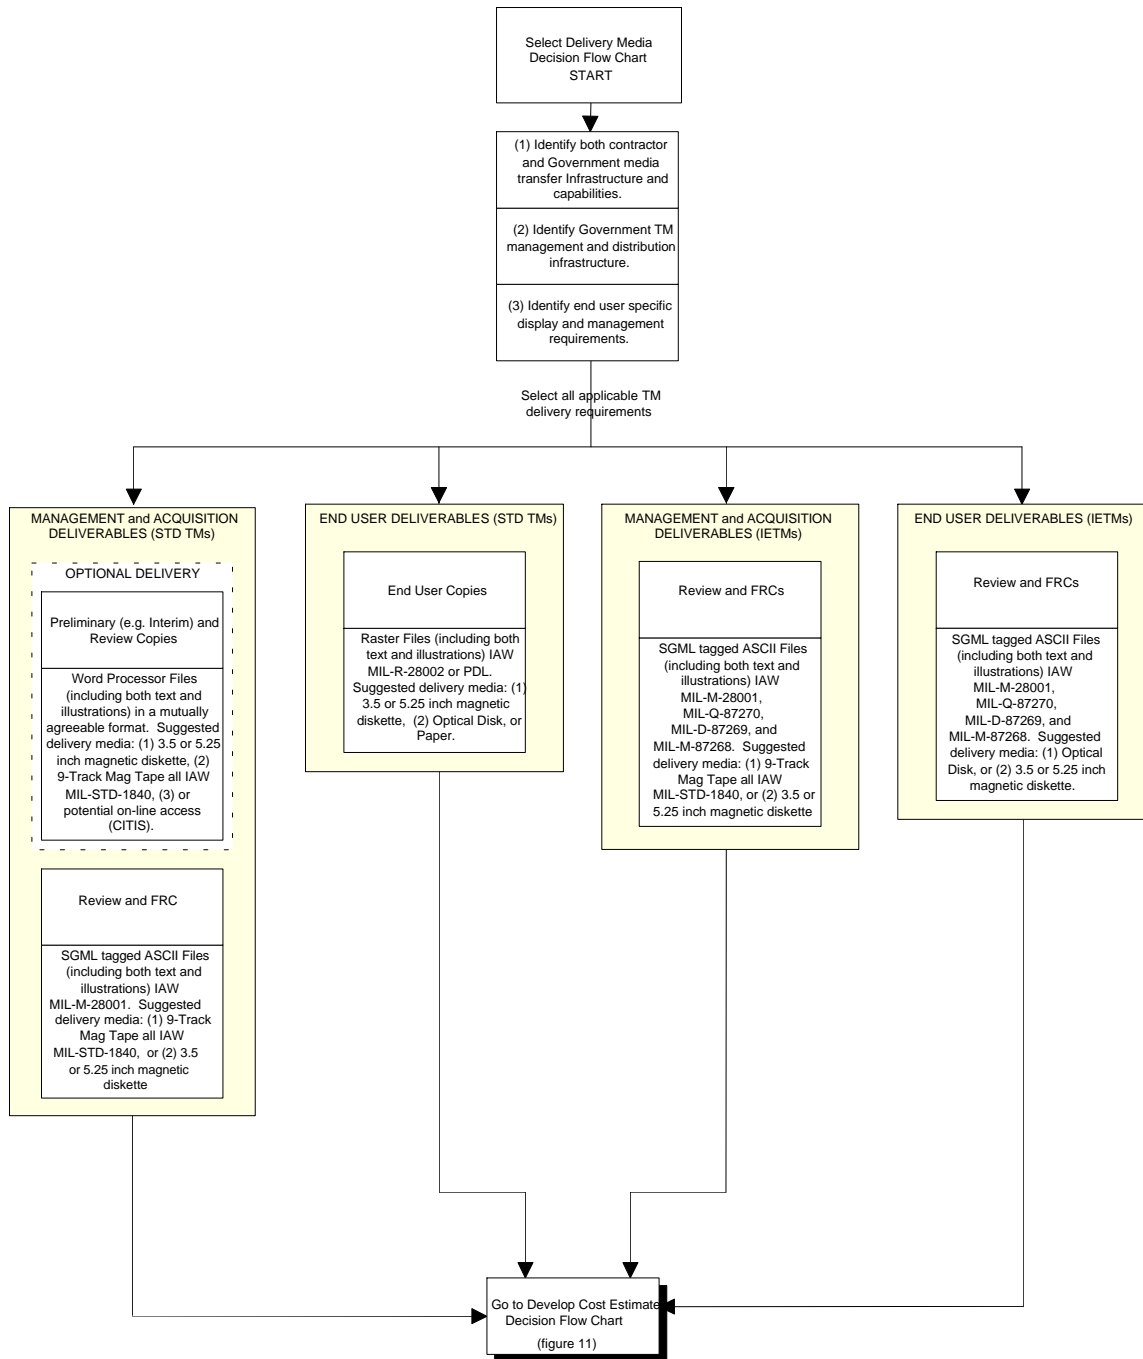 Select Delivery Media
Decision Flow Chart
START
(1) Identify both contractor
and Government media
transfer Infrastructure and
capabilities.
(2) Identify Government TM
management and distribution
infrastructure.
(3) Identify end user specific
display and management
requirements.
Select all applicable TM
delivery requirements
MANAGEMENT and ACQUISITION
DELIVERABLES (STD TMs)
OPTIONAL DELIVERY
Preliminary (e.g. Interim) and
Review Copies
Word Processor Files
(including both text and
illustrations) in a mutually
agreeable format. Suggested
delivery media: (1) 3.5 or 5.25
inch magnetic diskette, (2)
9-Track Mag Tape all IAW
MIL-STD-1840, (3) or
potential on-line access
(CITIS).
Review and FRC
SGML tagged ASCII Files
(including both text and
illustrations) IAW
MIL-M-28001. Suggested
delivery media: (1) 9-Track
Mag Tape all IAW
MIL-STD-1840, or (2) 3.5
or 5.25 inch magnetic
diskette
END USER DELIVERABLES (STD TMs)
End User Copies
Raster Files (including both
text and illustrations) IAW
MIL-R-28002 or PDL.
Suggested delivery media: (1)
3.5 or 5.25 inch magnetic
diskette, (2) Optical Disk, or
Paper.
MANAGEMENT and ACQUISITION
DELIVERABLES (IETMs)
Review and FRCs
SGML tagged ASCII Files
(including both text and
illustrations) IAW
MIL-M-28001,
MIL-Q-87270,
MIL-D-87269, and
MIL-M-87268. Suggested
delivery media: (1) 9-Track
Mag Tape all IAW
MIL-STD-1840, or (2) 3.5 or
5.25 inch magnetic diskette
END USER DELIVERABLES (IETMs)
Review and FRCs
SGML tagged ASCII Files
(including both text and
illustrations) IAW
MIL-M-28001,
MIL-Q-87270,
MIL-D-87269, and
MIL-M-87268. Suggested
delivery media: (1) Optical
Disk, or (2) 3.5 or 5.25 inch
magnetic diskette.
Go to Develop Cost Estimate
Decision Flow Chart
(figure 11)